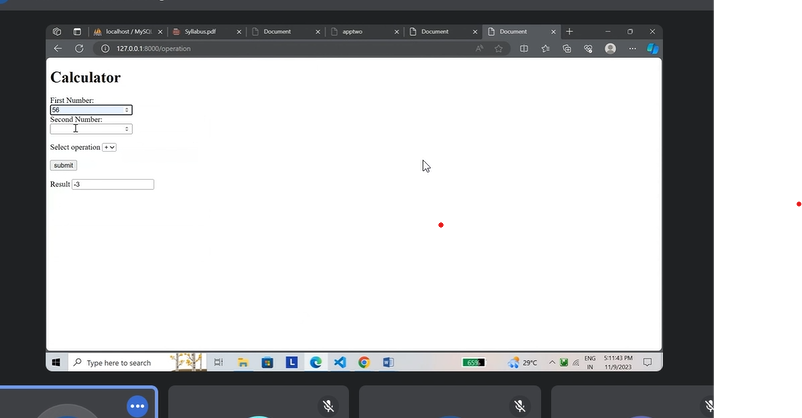 localhost / MySC
Syllabus.pdf
Document
apptwo
Document
Document
127.0.0.1:8000/operation
Calculator
First Number:
56
Second Number:
Select operation +
submit
Result -3
Type here to search
L
65%
29°C
ENG
IN
5:11:43 PM
11/9/2023